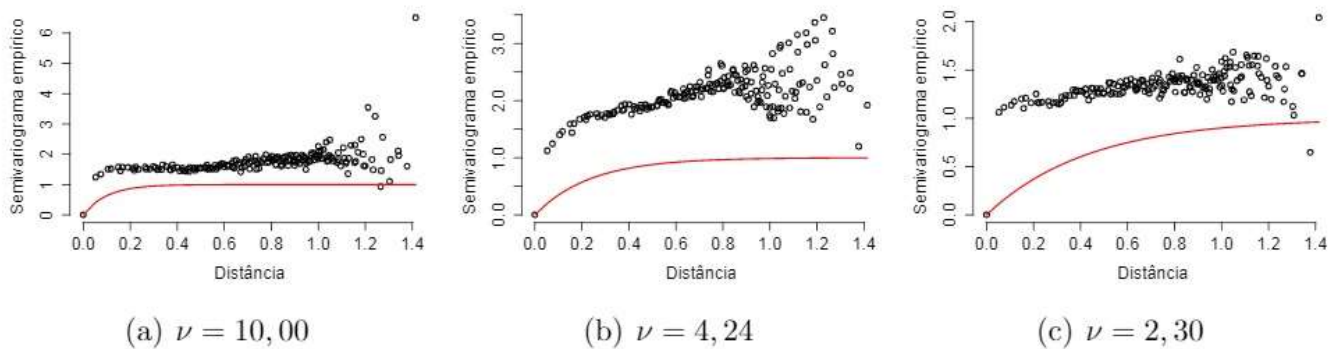 Semivariograma empírico
6
5
4
3
2
1
0
0.0 0.2 0.4 0.6 0.8 1.0 1.2 1.4
Distância
(a) ν = 10,00
Semivariograma empírico
3.0
2.0
1.0
0.0
0.0 0.2 0.4 0.6 0.8 1.0 1.2 1.4
Distância
(b) ν = 4,24
Semivariograma empírico
2.0
1.5
1.0
0.5
0.0
0.0 0.2 0.4 0.6 0.8 1.0 1.2 1.4
Distância
(c) ν = 2,30